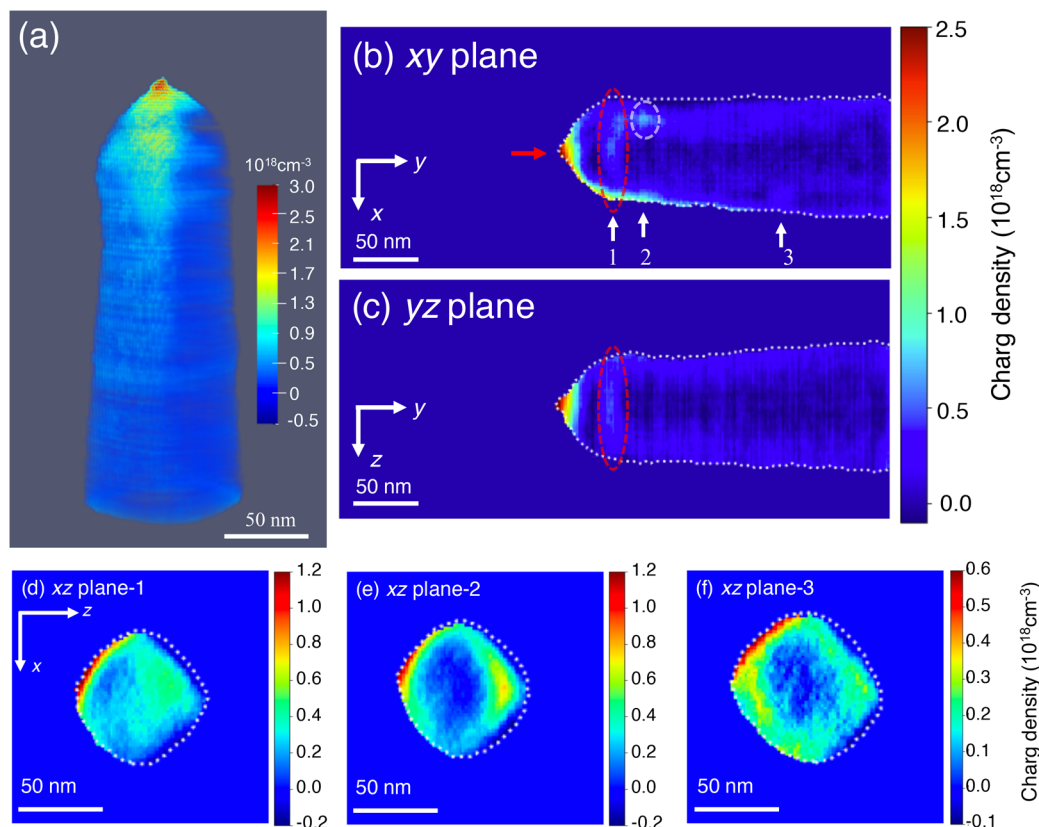 (a)
10¹⁸cm⁻³
3.0
2.6
2.1
1.7
1.3
0.9
0.4
0
-0.5
50 nm
(b) xy plane
y
x
50 nm
1 2 3
(c) yz plane
y
z
50 nm
2.5
2.0
1.5
1.0
0.5
0.0
Charg density (10¹⁸cm⁻³)
(d) xz plane-1
z
x
50 nm
1.2
1.0
0.8
0.6
0.4
0.2
0.0
-0.2
(e) xz plane-2
50 nm
1.2
1.0
0.8
0.6
0.4
0.2
0.0
-0.2
(f) xz plane-3
50 nm
0.6
0.5
0.4
0.3
0.2
0.1
0.0
-0.1
Charg density (10¹⁸cm⁻³)